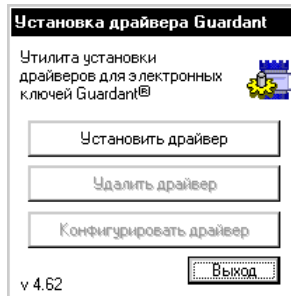 Установка драйвера Guardant
Утилита установки
драйверов для электронных
ключей Guardant®
Установить драйвер
Удалить драйвер
Конфигурировать драйвер
Выход
v 4.62